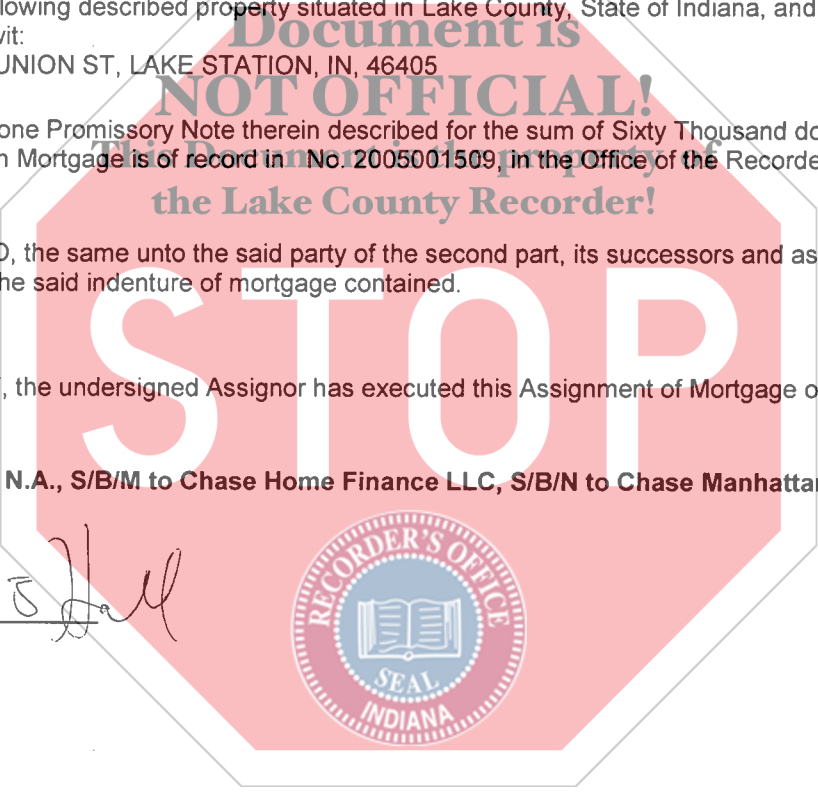 lowing described property situated in Lake County, State of Indiana, and
Document is
vit:
UNION ST, LAKE STATION, IN, 46405
NOT OFFICIAL!
one Promissory Note therein described for the sum of Sixty Thousand do
This Document is the property of
n Mortgage is of record in No. 2005001509, in the Office of the Recorde
the Lake County Recorder!
, the same unto the said party of the second part, its successors and as
he said indenture of mortgage contained.
STOP
, the undersigned Assignor has executed this Assignment of Mortgage o
N.A., S/B/M to Chase Home Finance LLC, S/B/N to Chase Manhattan
J Hall
RECORDER'S OFFICE
SEAL
INDIANA